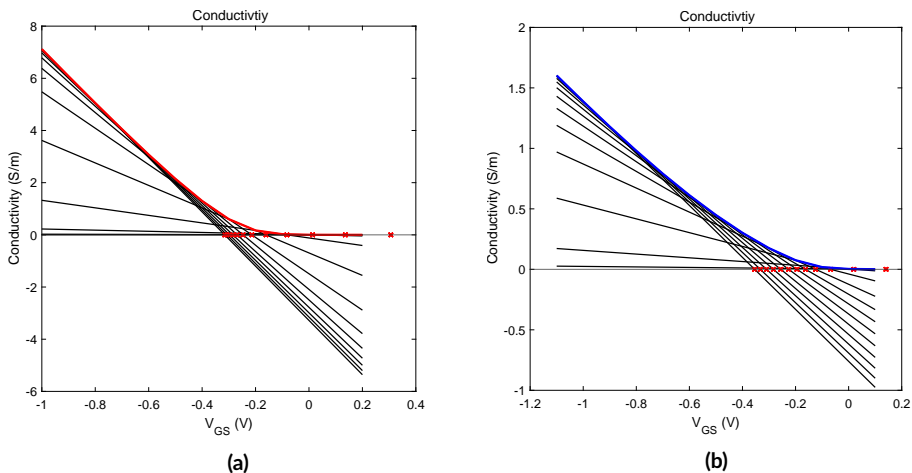 Conductivtiy
8
6
4
2
0
-2
-4
-6
Conductivity (S/m)
-1 -0.8 -0.6 -0.4 -0.2 0 0.2 0.4
V_GS (V)
(a)
Conductivtiy
2
1.5
1
0.5
0
-0.5
-1
Conductivity (S/m)
-1.2 -1 -0.8 -0.6 -0.4 -0.2 0 0.2
V_GS (V)
(b)